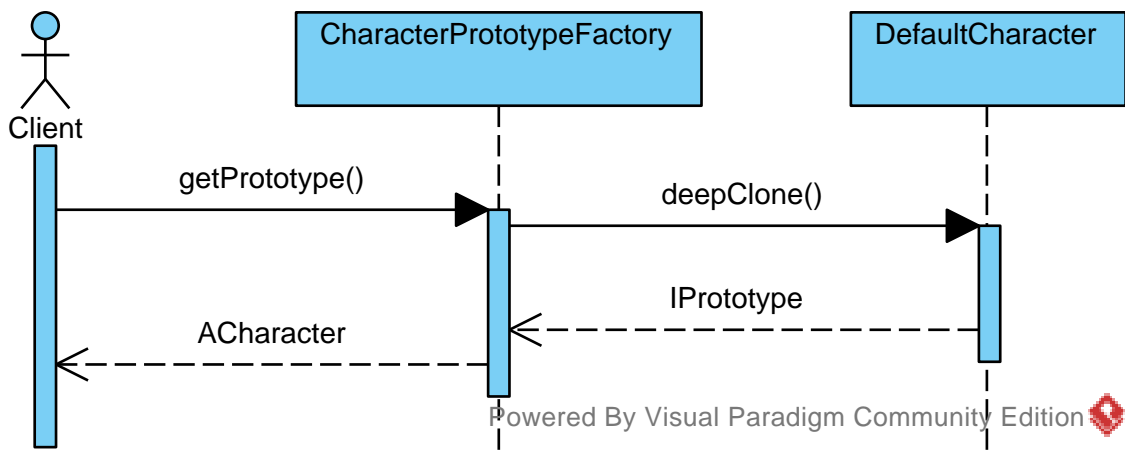 CharacterPrototypeFactory
DefaultCharacter
Client
getPrototype()
deepClone()
IPrototype
ACharacter
Powered By Visual Paradigm Community Edition